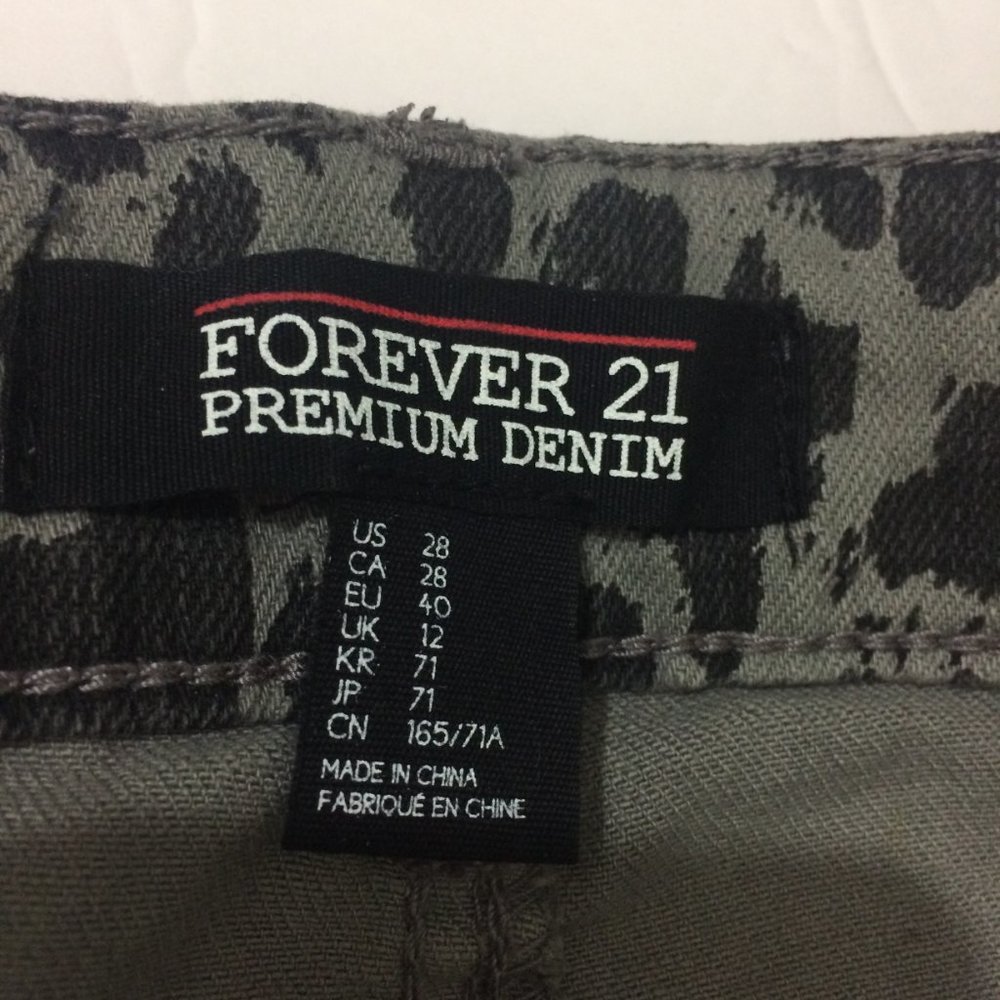 FOREVER 21
PREMIUM DENIM
US 28
CA 28
EU 40
UK 12
KR 71
JP 71
CN 165/71A
MADE IN CHINA
FABRIQUÉ EN CHINE